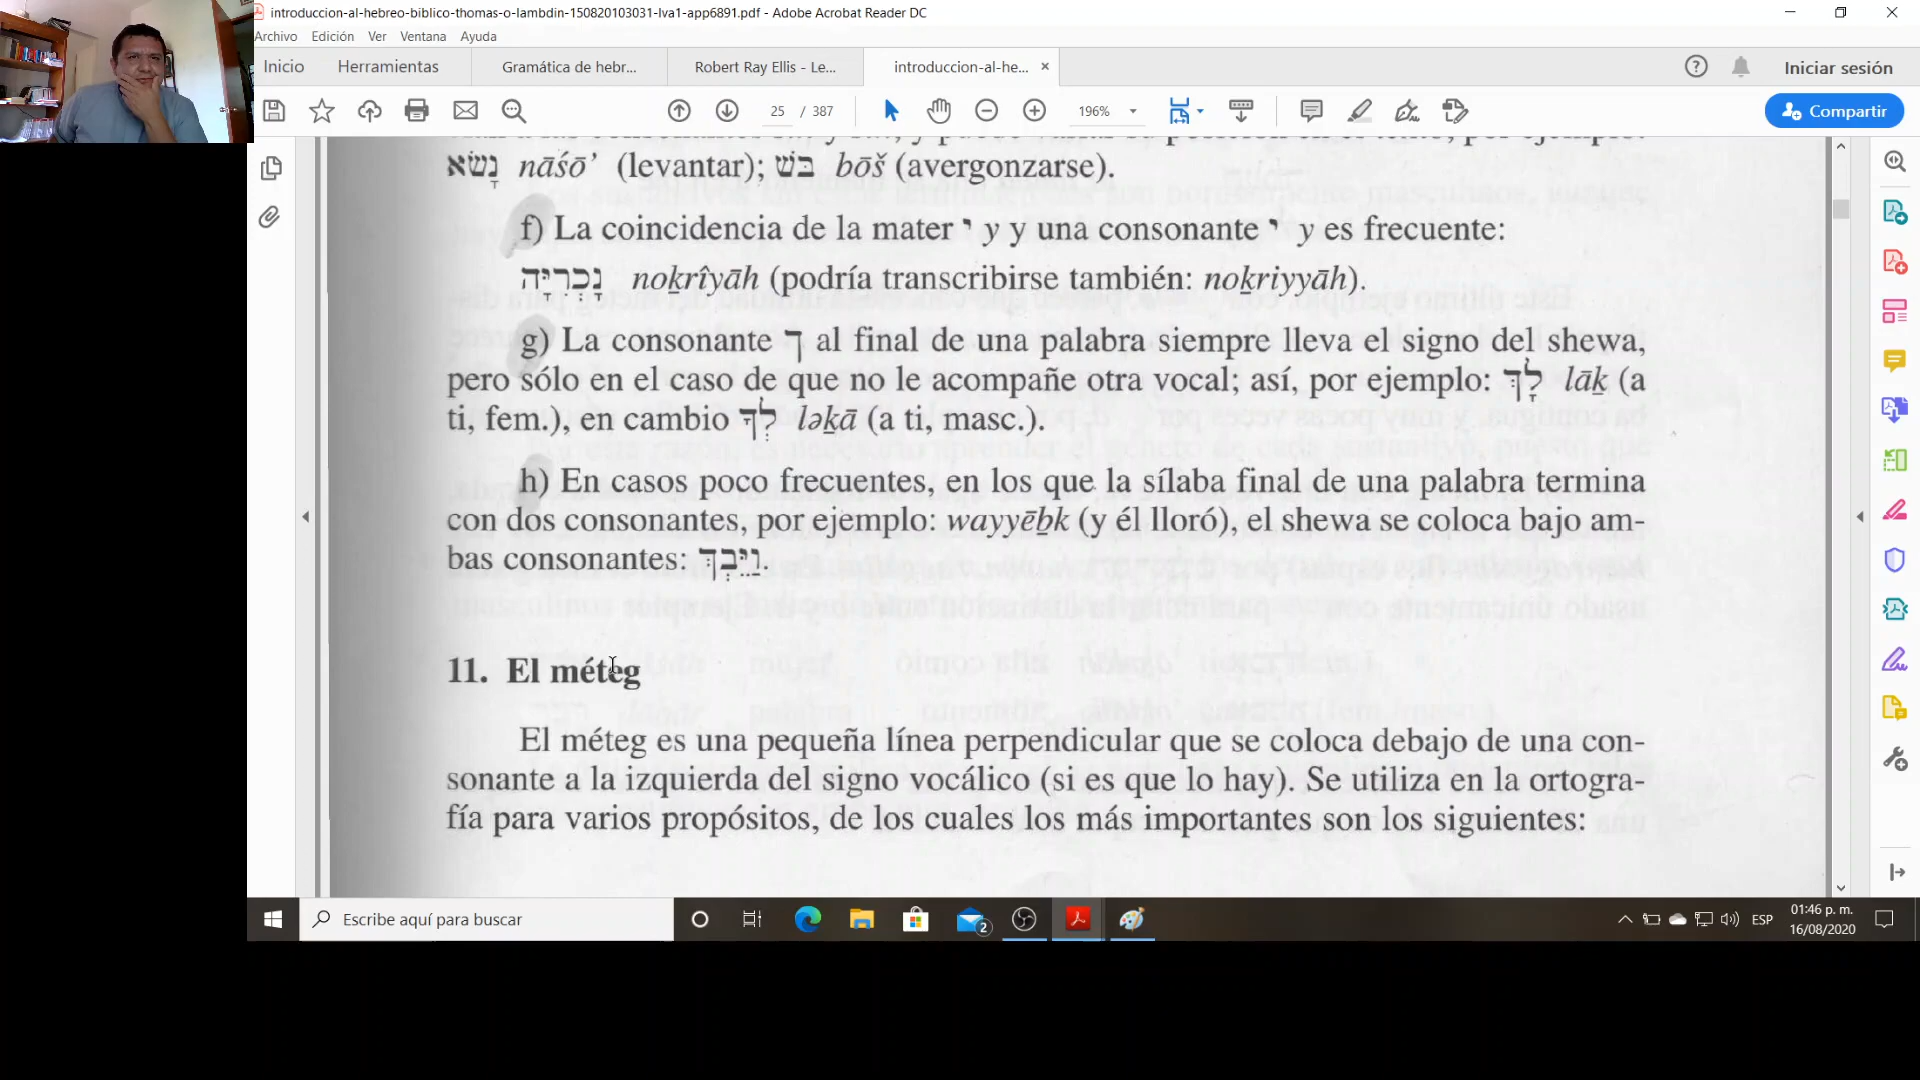 introduccion-al-hebreo-biblico-thomas-o-lambdin-150820103031-lva1-app6891.pdf - Adobe Acrobat Reader DC
Archivo Edición Ver Ventana Ayuda
Inicio Herramientas Gramática de hebr... Robert Ray Ellis - Le... introduccion-al-he... × Iniciar sesión
25 / 387 196% Compartir
נָשֹׂא nāśō’ (levantar); בּשׁ bōš (avergonzarse).
f) La coincidencia de la mater י y y una consonante י y es frecuente:
נָכְרִיָּה noḵrîyāh (podría transcribirse también: noḵriyyāh).
g) La consonante ך al final de una palabra siempre lleva el signo del shewa,
pero sólo en el caso de que no le acompañe otra vocal; así, por ejemplo: לָךְ lāḵ (a
ti, fem.), en cambio לְךָ ləḵā (a ti, masc.).
h) En casos poco frecuentes, en los que la sílaba final de una palabra termina
con dos consonantes, por ejemplo: wayyēḇk (y él lloró), el shewa se coloca bajo am-
bas consonantes: וַיֵּבְךְּ.
11. El méteg
El méteg es una pequeña línea perpendicular que se coloca debajo de una con-
sonante a la izquierda del signo vocálico (si es que lo hay). Se utiliza en la ortogra-
fía para varios propósitos, de los cuales los más importantes son los siguientes:
Escribe aquí para buscar 2 ESP 01:46 p. m.
16/08/2020